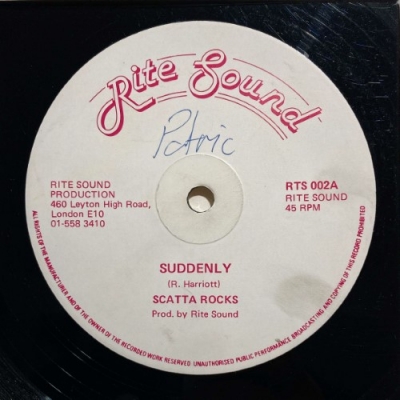 Rite Sound
Patric
RITE SOUND
PRODUCTION
460 Leyton High Road,
London E10
01-558 3410
RTS 002A
RITE SOUND
45 RPM
SUDDENLY
(R. Harriott)
SCATTA ROCKS
Prod. by Rite Sound
ALL RIGHTS OF THE MANUFACTURER AND OF THE OWNER OF THE RECORDED WORK RESERVED UNAUTHORISED PUBLIC PERFORMANCE BROADCASTING AND COPYING OF THIS RECORD PROHIBITED